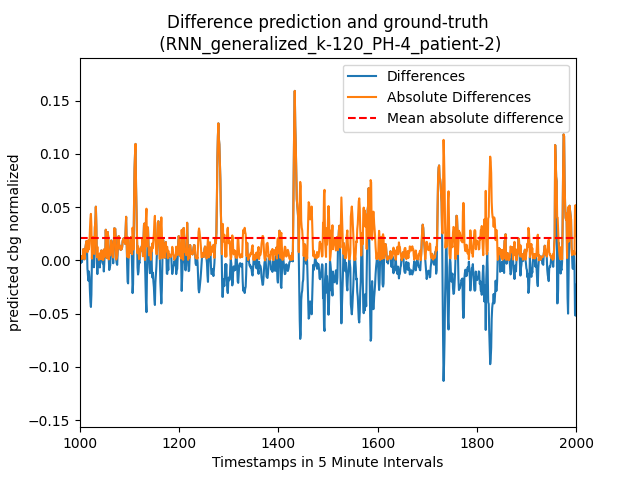 Difference prediction and ground-truth
(RNN_generalized_k-120_PH-4_patient-2)
Differences
Absolute Differences
Mean absolute difference
predicted cbg normalized
0.15
0.10
0.05
0.00
−0.05
−0.10
−0.15
1000 1200 1400 1600 1800 2000
Timestamps in 5 Minute Intervals